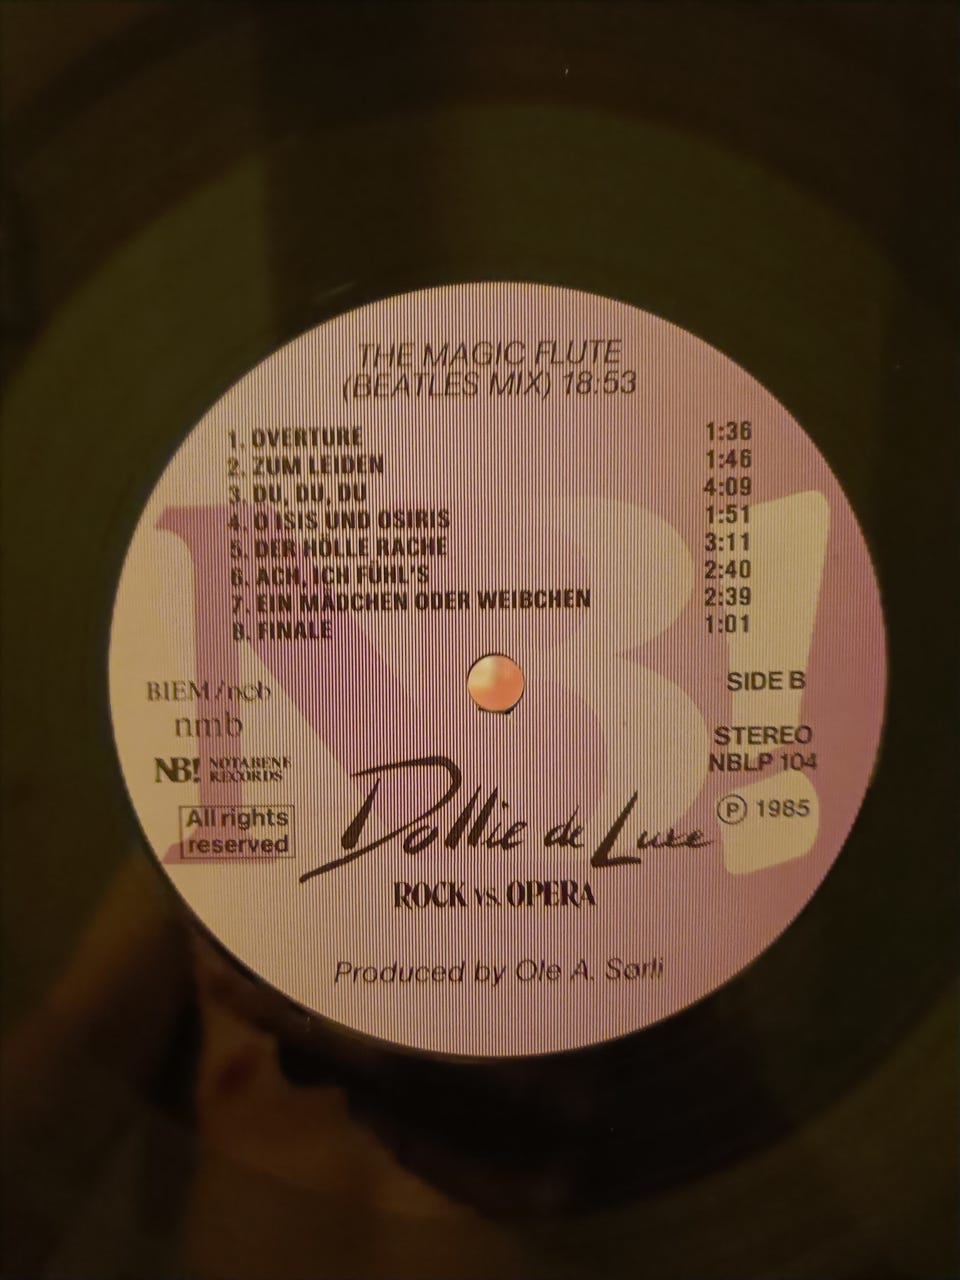 THE MAGIC FLUTE
(BEATLES MIX) 18:53
1. OVERTURE 1:36
2. ZUM LEIDEN 1:46
3. DU, DU, DU 4:09
4. O ISIS UND OSIRIS 1:51
5. DER HÖLLE RACHE 3:11
6. ACH, ICH FÜHL'S 2:40
7. EIN MÄDCHEN ODER WEIBCHEN 2:39
8. FINALE 1:01
NB!
BIEM/ncb
nmb
NB! NOTABENE
RECORDS
All rights
reserved
SIDE B
STEREO
NBLP 104
Ⓟ 1985
Dollie de Luxe
ROCK VS. OPERA
Produced by Ole A. Sørli